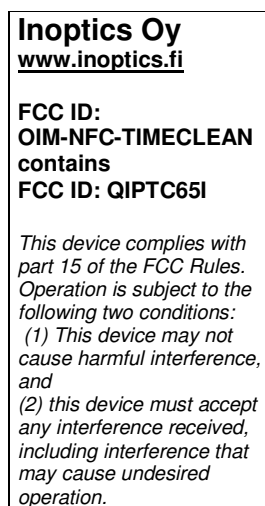 Inoptics Oy
www.inoptics.fi
FCC ID:
OIM-NFC-TIMECLEAN
contains
FCC ID: QIPTC65I
This device complies with
part 15 of the FCC Rules.
Operation is subject to the
following two conditions:
(1) This device may not
cause harmful interference,
and
(2) this device must accept
any interference received,
including interference that
may cause undesired
operation.